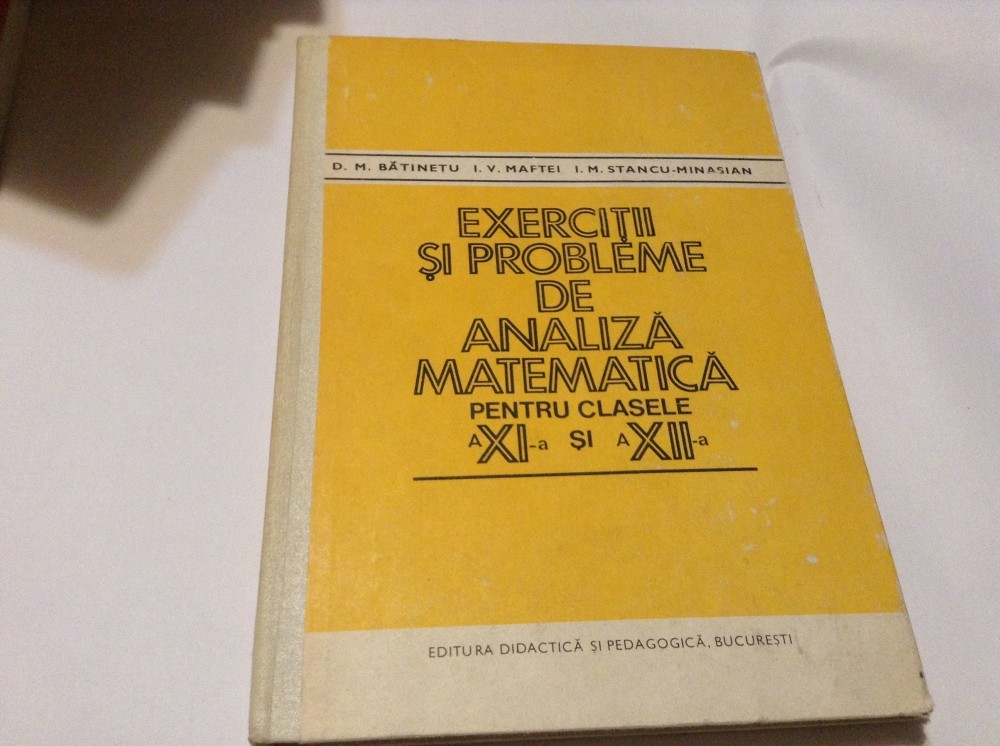 D. M. BĂTINETU I. V. MAFTEI I. M. STANCU-MINASIAN
EXERCIȚII
ȘI PROBLEME
DE
ANALIZĂ
MATEMATICĂ
PENTRU CLASELE
A XI-a ȘI A XII-a
EDITURA DIDACTICĂ ȘI PEDAGOGICĂ, BUCUREȘTI